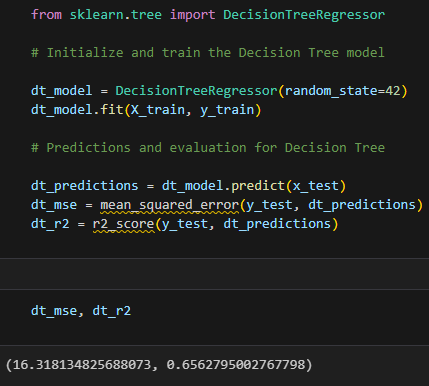 from sklearn.tree import DecisionTreeRegressor
# Initialize and train the Decision Tree model
dt_model = DecisionTreeRegressor(random_state=42)
dt_model.fit(X_train, y_train)
# Predictions and evaluation for Decision Tree
dt_predictions = dt_model.predict(x_test)
dt_mse = mean_squared_error(y_test, dt_predictions)
dt_r2 = r2_score(y_test, dt_predictions)
dt_mse, dt_r2
(16.318134825688073, 0.6562795002767798)